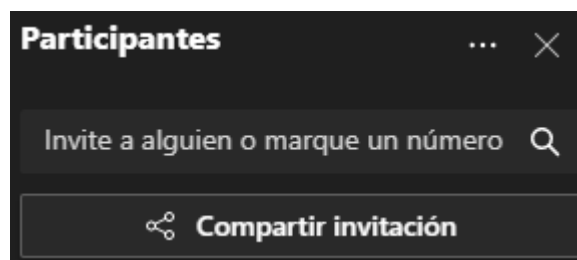 Participantes
Invite a alguien o marque un número
Compartir invitación